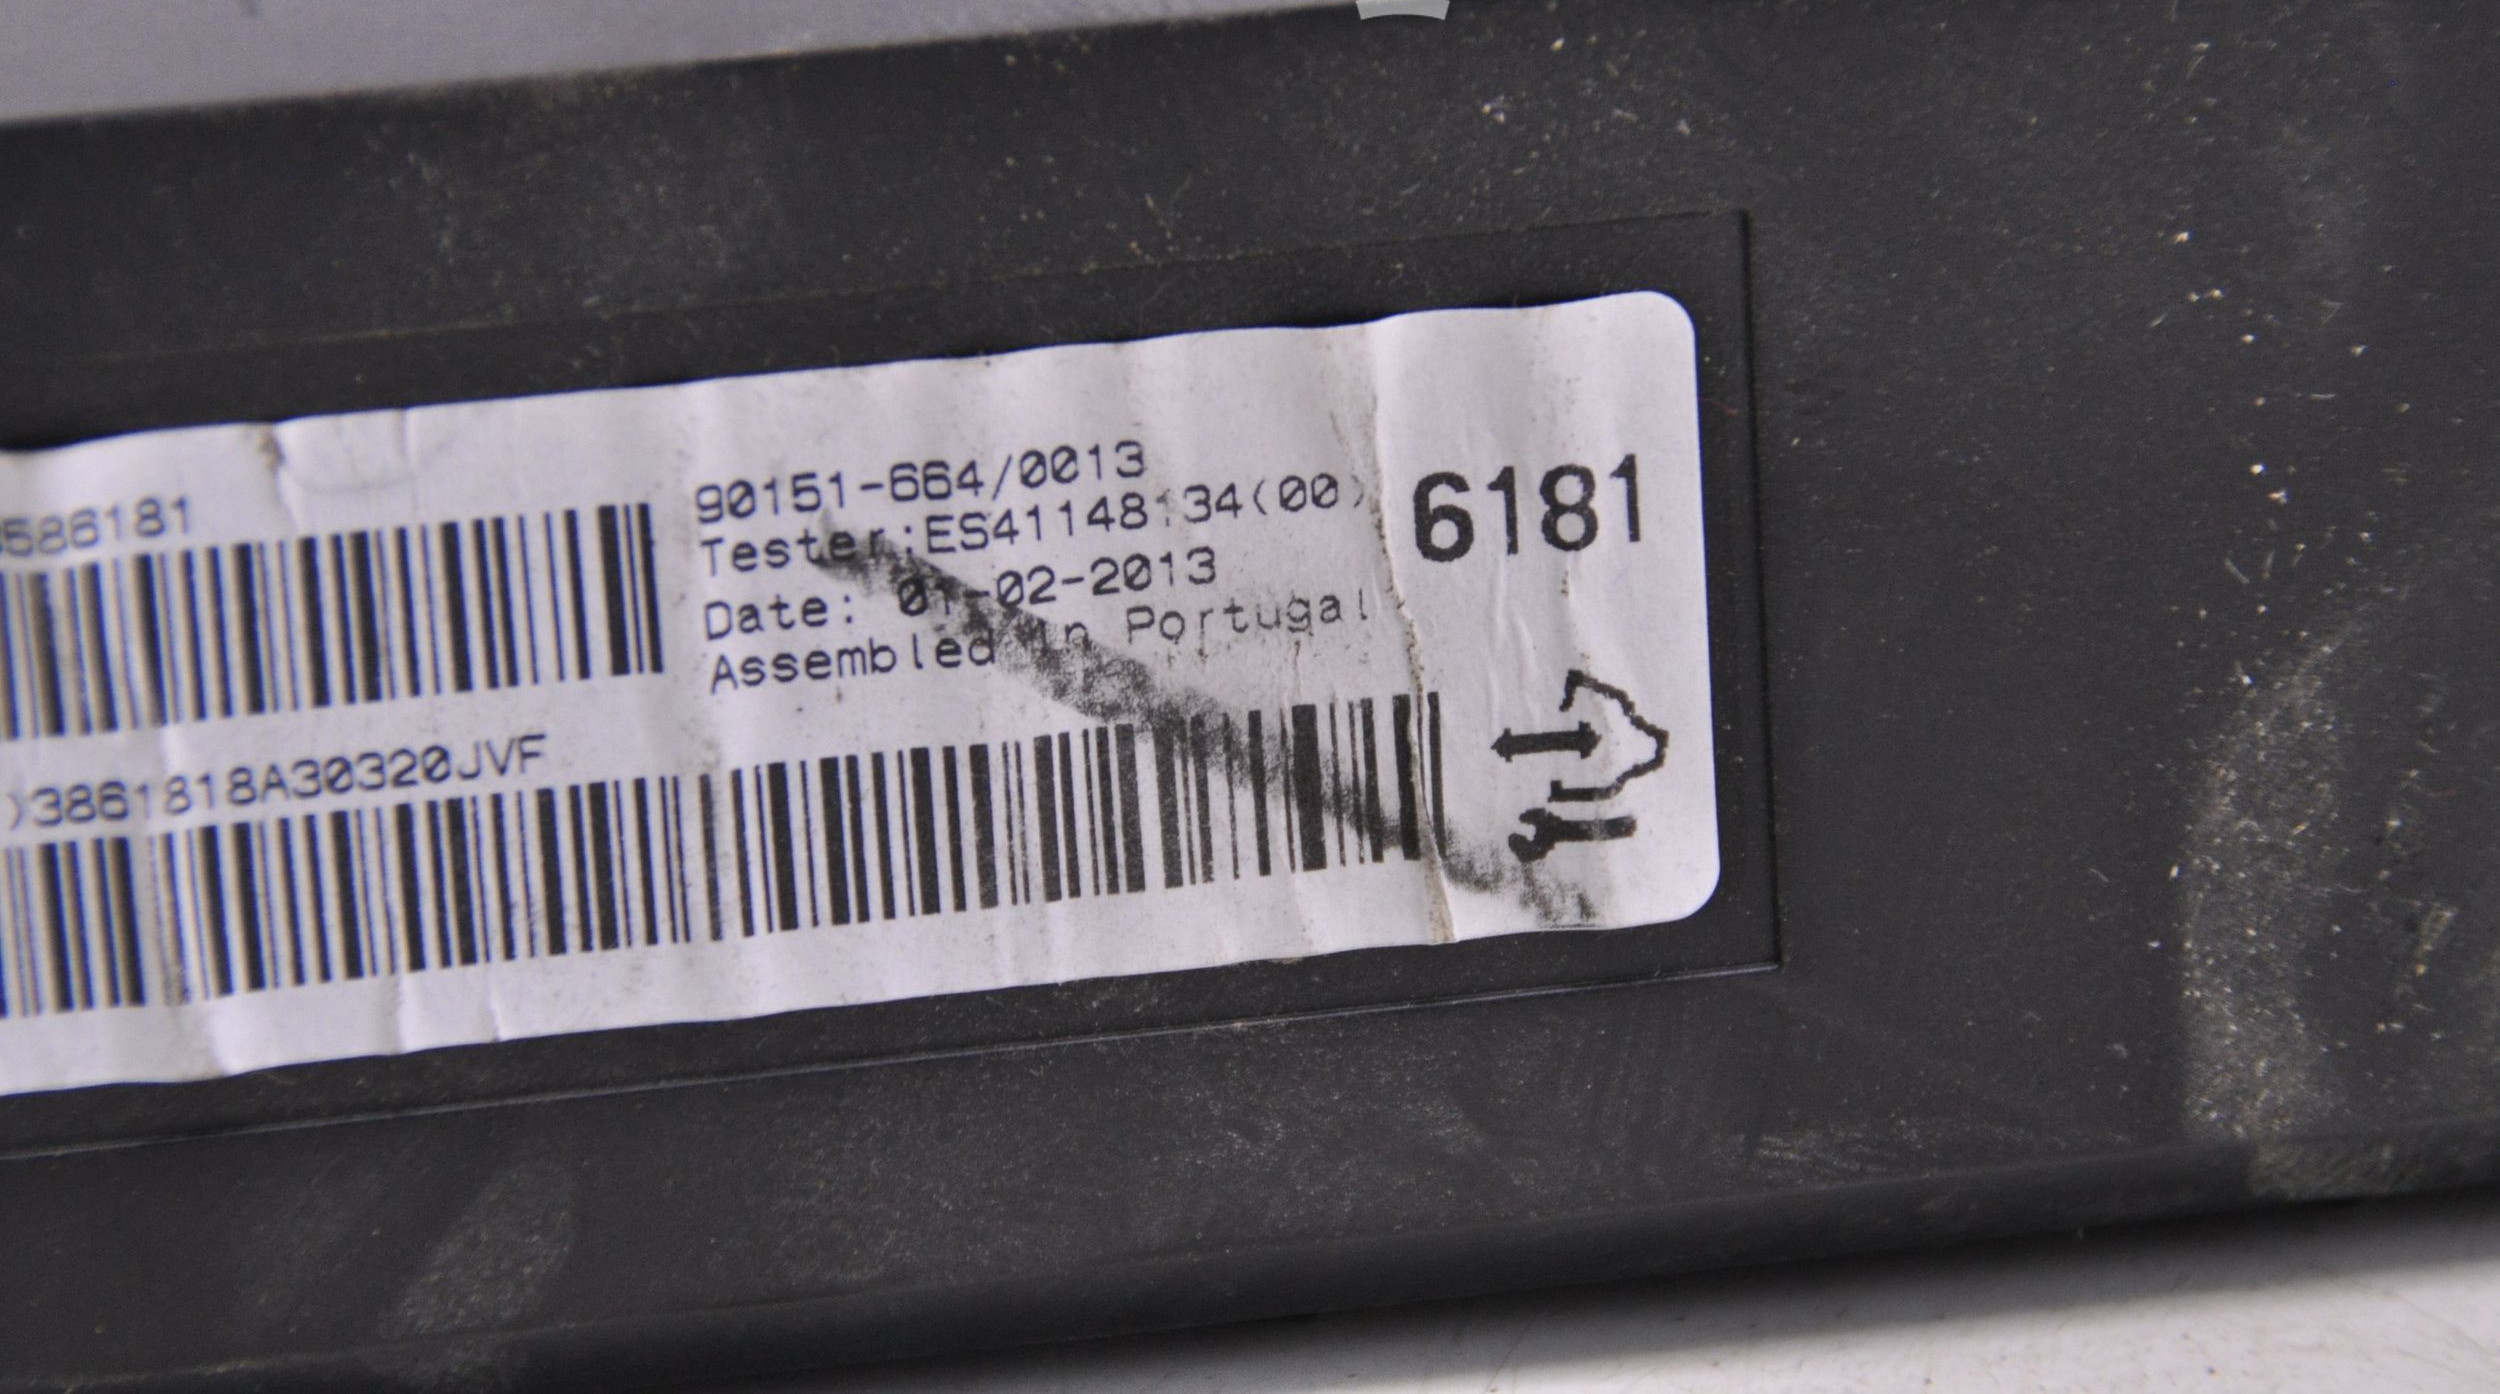 586181
90151-664/0013
Tester:ES41148134(00)
Date: 01-02-2013
Assembled in Portugal
6181
)3861818A30320JVF